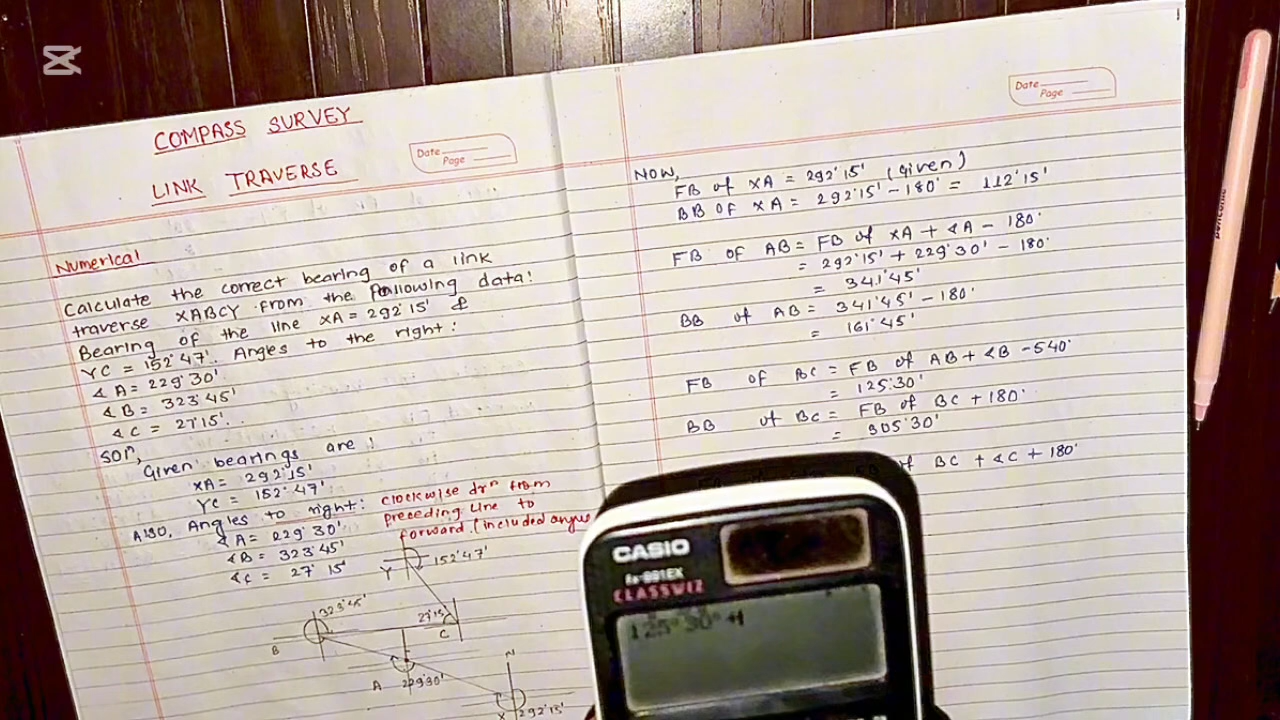 COMPASS SURVEY
LINK TRAVERSE
Date
Page
Numerical
Calculate the correct bearing of a link
traverse XABCY from the following data:
Bearing of the line XA = 292°15' &
YC = 152°47'. Angles to the right:
∡A = 229°30'
∡B = 323°45'
∡C = 27°15'.
Solⁿ,
Given bearings are:
XA = 292°15'
YC = 152°47'
Also, Angles to right: clockwise drⁿ from
∡A = 229°30' preceding line to
∡B = 323°45' forward. (included angle
∡C = 27°15'
Y 152°47'
323°45'
27°15'
B
C
A 229°30'
N
X 292°15'
Date
Page
NOW,
FB of XA = 292°15' (Given)
BB OF XA = 292°15' - 180° = 112°15'
FB OF AB = FB of XA + ∡A - 180°
= 292°15' + 229°30' - 180°
= 341°45'
BB of AB = 341°45' - 180°
= 161°45'
FB of BC = FB of AB + ∡B - 540°
= 125°30'
BB of BC = FB of BC + 180°
= 305°30'
of BC + ∡C + 180°
CASIO
fx-991EX
CLASSWIZ
125°30°+